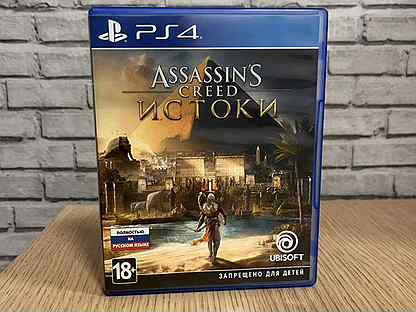 PS4
ASSASSIN'S
CREED
ИСТОКИ
ПОЛНОСТЬЮ
НА
РУССКОМ ЯЗЫКЕ
18+
UBISOFT
ЗАПРЕЩЕНО ДЛЯ ДЕТЕЙ